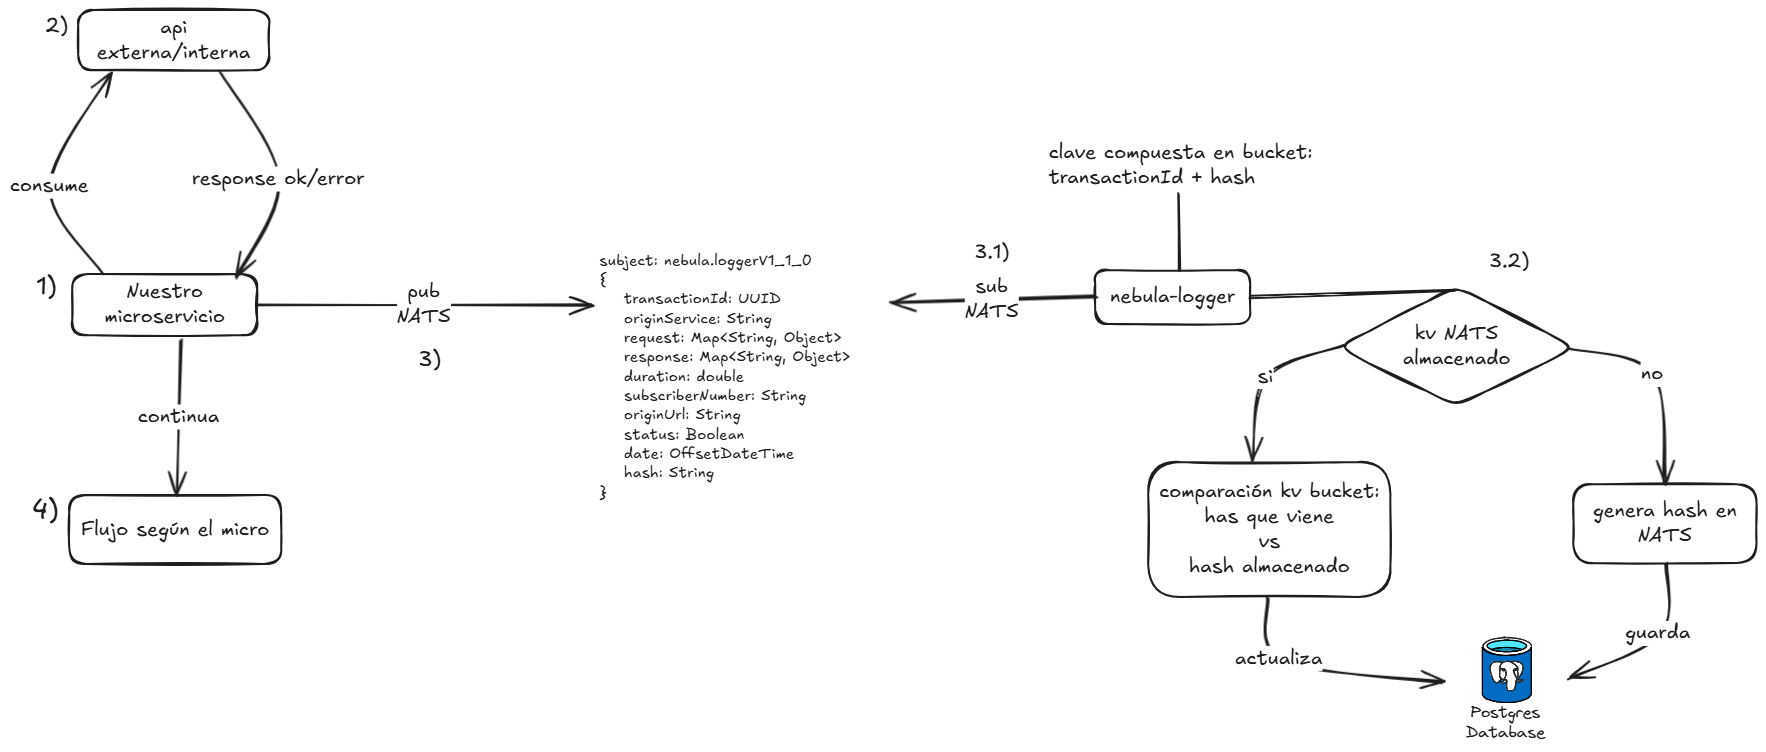 2)
api
externa/interna
consume
response ok/error
1)
Nuestro
microservicio
pub
NATS
3)
continua
4)
Flujo según el micro
subject: nebula.loggerV1_1_0
{
transactionId: UUID
originService: String
request: Map<String, Object>
response: Map<String, Object>
duration: double
subscriberNumber: String
originUrl: String
status: Boolean
date: OffsetDateTime
hash: String
}
clave compuesta en bucket:
transactionId + hash
3.1)
sub
NATS
nebula-logger
3.2)
kv NATS
almacenado
si
no
comparación kv bucket:
has que viene
vs
hash almacenado
genera hash en
NATS
actualiza
guarda
Postgres
Database